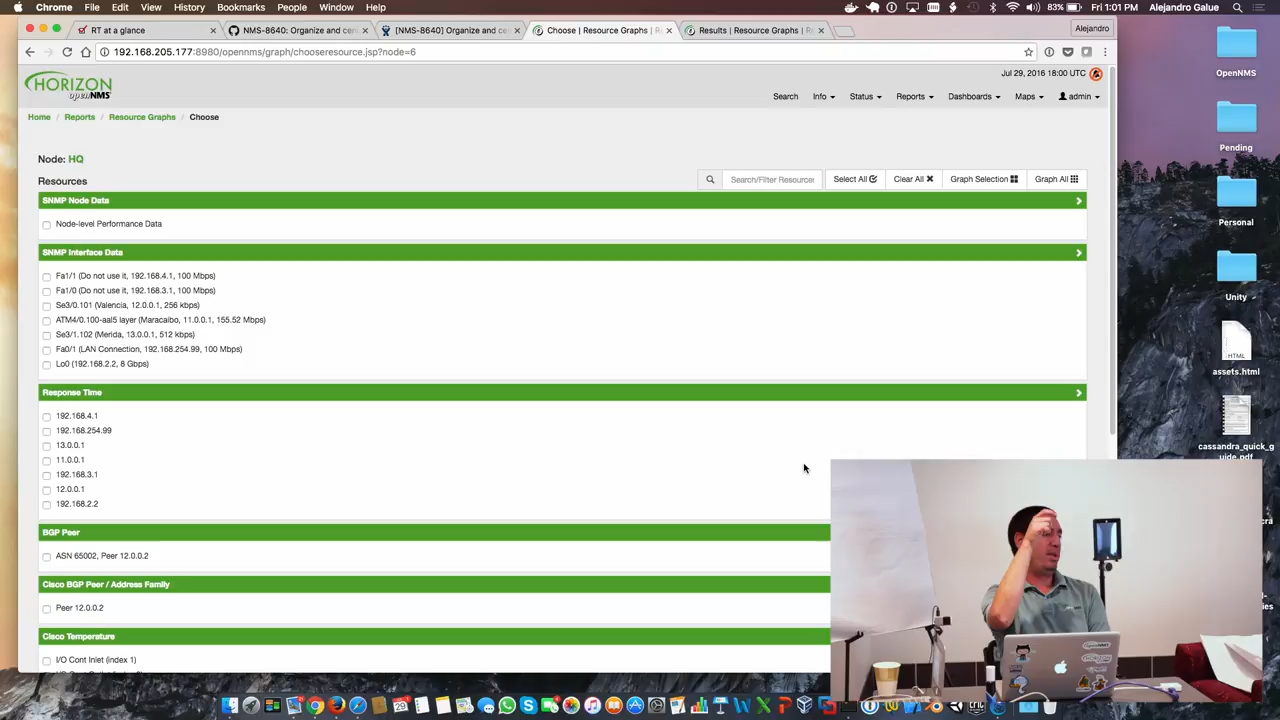 Chrome File Edit View History Bookmarks People Window Help
83% Fri 1:01 PM Alejandro Galue
RT at a glance
NMS-8640: Organize and cen
[NMS-8640] Organize and ce
Choose | Resource Graphs | R
Results | Resource Graphs | R
Alejandro
192.168.205.177:8980/opennms/graph/chooseresource.jsp?node=6
HORIZON
openNMS
Jul 29, 2016 18:00 UTC
Search Info Status Reports Dashboards Maps admin
Home / Reports / Resource Graphs / Choose
Node: HQ
Resources
Search/Filter Resources
Select All
Clear All
Graph Selection
Graph All
SNMP Node Data
Node-level Performance Data
SNMP Interface Data
Fa1/1 (Do not use it, 192.168.4.1, 100 Mbps)
Fa1/0 (Do not use it, 192.168.3.1, 100 Mbps)
Se3/0.101 (Valencia, 12.0.0.1, 256 kbps)
ATM4/0.100-aal5 layer (Maracaibo, 11.0.0.1, 155.52 Mbps)
Se3/1.102 (Merida, 13.0.0.1, 512 kbps)
Fa0/1 (LAN Connection, 192.168.254.99, 100 Mbps)
Lo0 (192.168.2.2, 8 Gbps)
Response Time
192.168.4.1
192.168.254.99
13.0.0.1
11.0.0.1
192.168.3.1
12.0.0.1
192.168.2.2
BGP Peer
ASN 65002, Peer 12.0.0.2
Cisco BGP Peer / Address Family
Peer 12.0.0.2
Cisco Temperature
I/O Cont Inlet (index 1)
OpenNMS
Pending
Personal
Unity
HTML
assets.html
cassandra_quick_g
uide.pdf